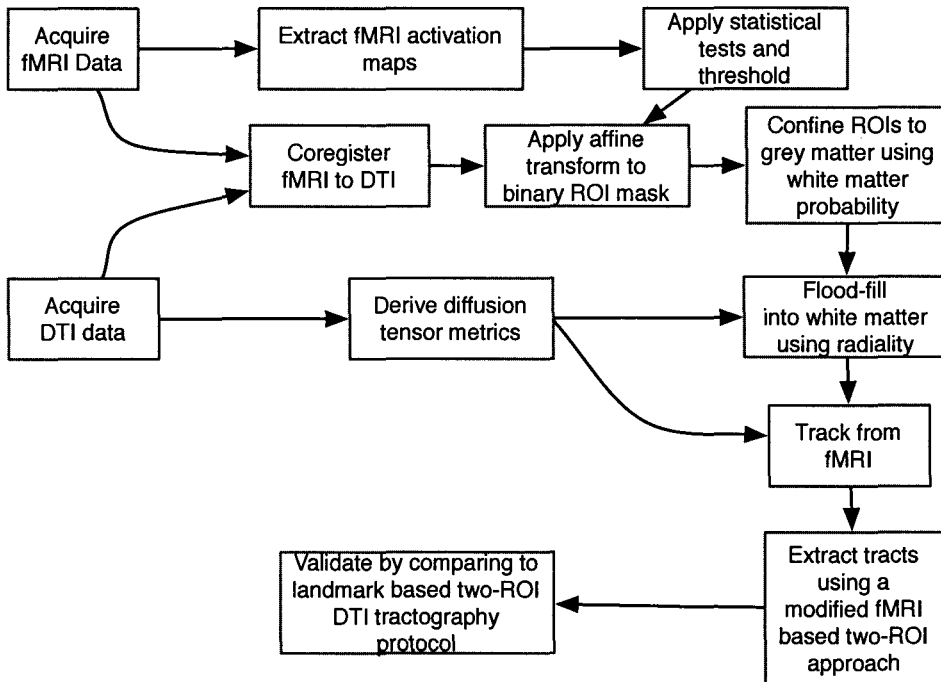 Acquire
fMRI Data
Extract fMRI activation
maps
Apply statistical
tests and
threshold
Coregister
fMRI to DTI
Apply affine
transform to
binary ROI mask
Confine ROIs to
grey matter using
white matter
probability
Acquire
DTI data
Derive diffusion
tensor metrics
Flood-fill
into white matter
using radiality
Track from
fMRI
Extract tracts
using a
modified fMRI
based two-ROI
approach
Validate by comparing to
landmark based two-ROI
DTI tractography
protocol